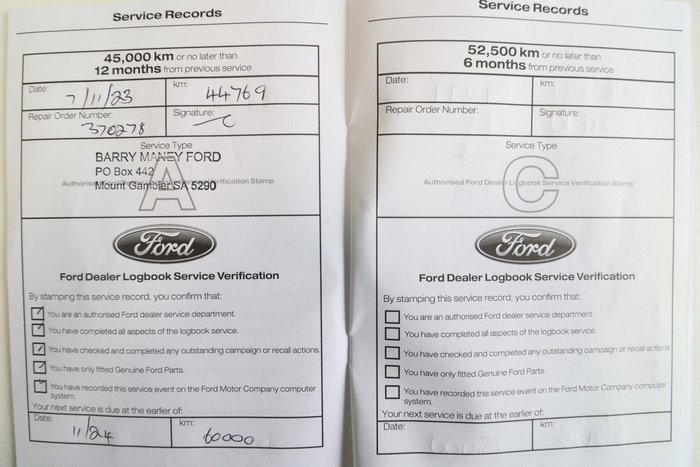 Service Records
45,000 km or no later than
12 months from previous service
Date: 7/11/23 km: 44769
Repair Order Number: 370278 Signature:
Service Type
BARRY MANEY FORD
PO Box 442
Authorised Ford Dealer Logbook Service Verification Stamp
Mount Gambier SA 5290
A
Ford
Ford Dealer Logbook Service Verification
By stamping this service record, you confirm that:
You are an authorised Ford dealer service department.
You have completed all aspects of the logbook service.
You have checked and completed any outstanding campaign or recall actions.
You have only fitted Genuine Ford Parts.
You have recorded this service event on the Ford Motor Company computer
system.
Your next service is due at the earlier of:
Date: 11/24 km: 60000
Service Records
52,500 km or no later than
6 months from previous service
Date: km:
Repair Order Number: Signature:
Service Type
Authorised Ford Dealer Logbook Service Verification Stamp
C
Ford
Ford Dealer Logbook Service Verification
By stamping this service record, you confirm that:
You are an authorised Ford dealer service department.
You have completed all aspects of the logbook service.
You have checked and completed any outstanding campaign or recall actions.
You have only fitted Genuine Ford Parts.
You have recorded this service event on the Ford Motor Company computer
system.
Your next service is due at the earlier of:
Date: km: